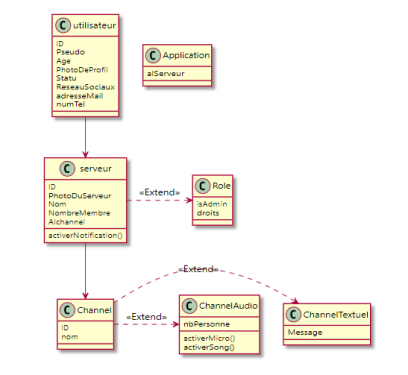 C utilisateur
ID
Pseudo
Age
PhotoDeProfil
Statu
ReseauSociaux
adresseMail
numTel
C Application
alServeur
C serveur
ID
PhotoDuServeur
Nom
NombreMembre
Alchannel
activerNotification()
«Extend»
C Role
isAdmin
droits
«Extend»
C Channel
ID
nom
«Extend»
C ChannelAudio
nbPersonne
activerMicro()
activerSong()
C ChannelTextuel
Message